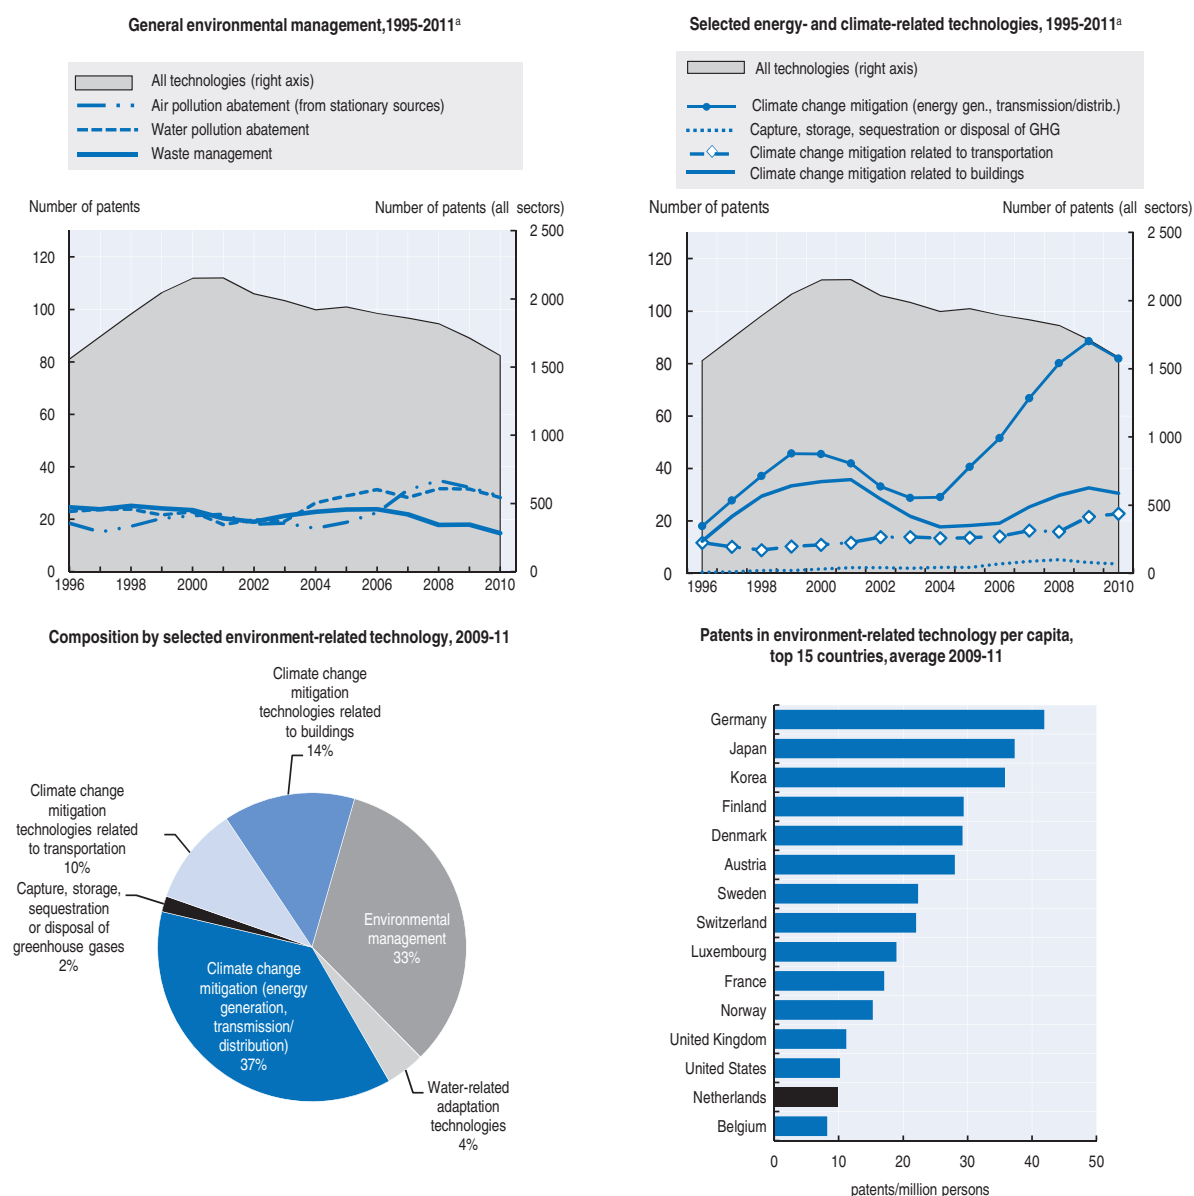 General environmental management,1995-2011a
All technologies (right axis)
Air pollution abatement (from stationary sources)
Water pollution abatement
Waste management
Number of patents
Number of patents (all sectors)
120
100
80
60
40
20
0
2 500
2 000
1 500
1 000
500
0
1996
1998
2000
2002
2004
2006
2008
2010
Selected energy- and climate-related technologies, 1995-2011a
All technologies (right axis)
Climate change mitigation (energy gen., transmission/distrib.)
Capture, storage, sequestration or disposal of GHG
Climate change mitigation related to transportation
Climate change mitigation related to buildings
Number of patents
Number of patents (all sectors)
120
100
80
60
40
20
0
2 500
2 000
1 500
1 000
500
0
1996
1998
2000
2002
2004
2006
2008
2010
Composition by selected environment-related technology, 2009-11
Climate change
mitigation
technologies related
to buildings
14%
Climate change
mitigation
technologies related
to transportation
10%
Capture, storage,
sequestration
or disposal of
greenhouse gases
2%
Environmental
management
33%
Climate change
mitigation (energy
generation,
transmission/
distribution)
37%
Water-related
adaptation
technologies
4%
Patents in environment-related technology per capita,
top 15 countries, average 2009-11
Germany
Japan
Korea
Finland
Denmark
Austria
Sweden
Switzerland
Luxembourg
France
Norway
United Kingdom
United States
Netherlands
Belgium
0
10
20
30
40
50
patents/million persons